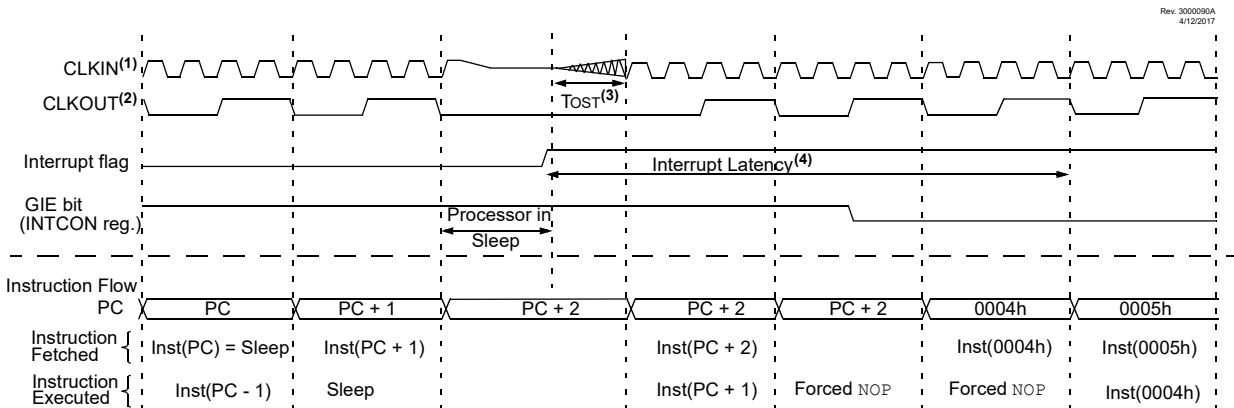 Rev. 3000090A
4/12/2017
CLKIN(1)
CLKOUT(2)
TOST(3)
Interrupt flag
Interrupt Latency(4)
GIE bit
(INTCON reg.)
Processor in
Sleep
Instruction Flow
PC PC PC + 1 PC + 2 PC + 2 PC + 2 0004h 0005h
Instruction
Fetched { Inst(PC) = Sleep Inst(PC + 1) Inst(PC + 2) Inst(0004h) Inst(0005h)
Instruction
Executed { Inst(PC - 1) Sleep Inst(PC + 1) Forced NOP Forced NOP Inst(0004h)